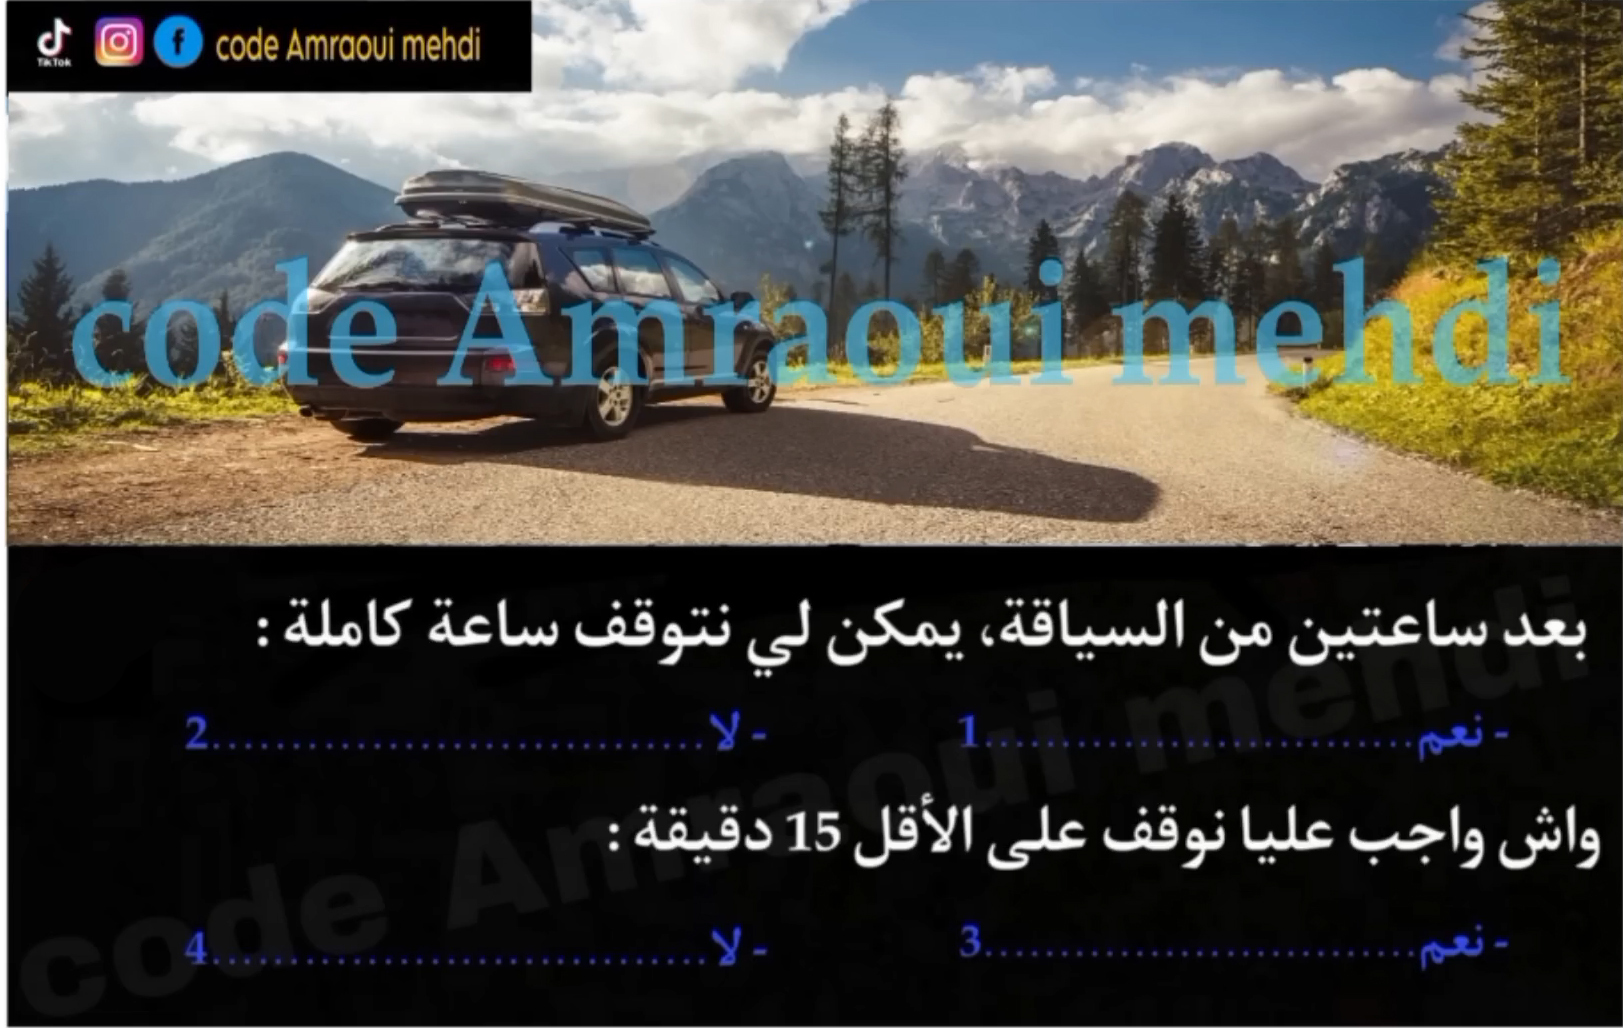 TikTok
code Amraoui mehdi
code Amraoui mehdi
بعد ساعتين من السياقة، يمكن لي نتوقف ساعة كاملة :
- نعم.................................1 - لا.................................2
واش واجب عليا نوقف على الأقل 15 دقيقة :
- نعم.................................3 - لا.................................4
code Amraoui mehdi